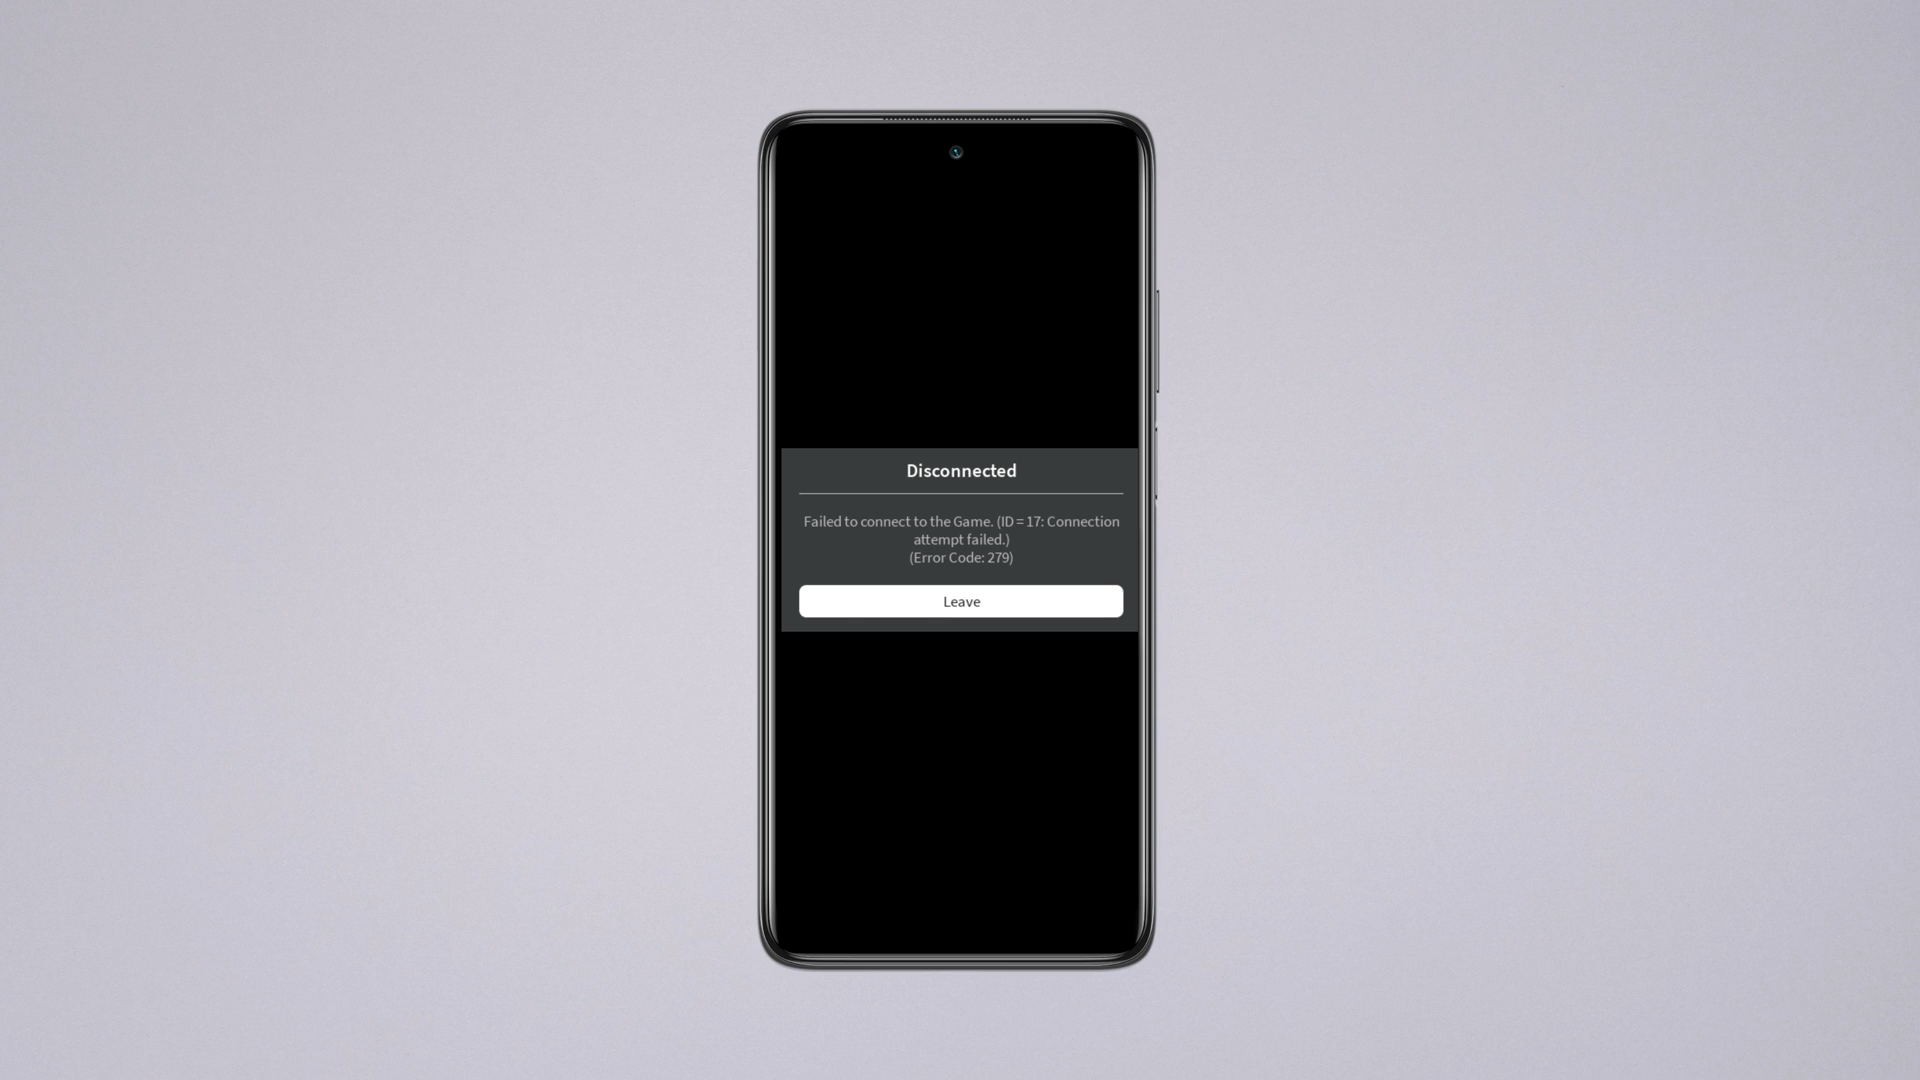 Disconnected
Failed to connect to the Game. (ID = 17: Connection
attempt failed.)
(Error Code: 279)
Leave